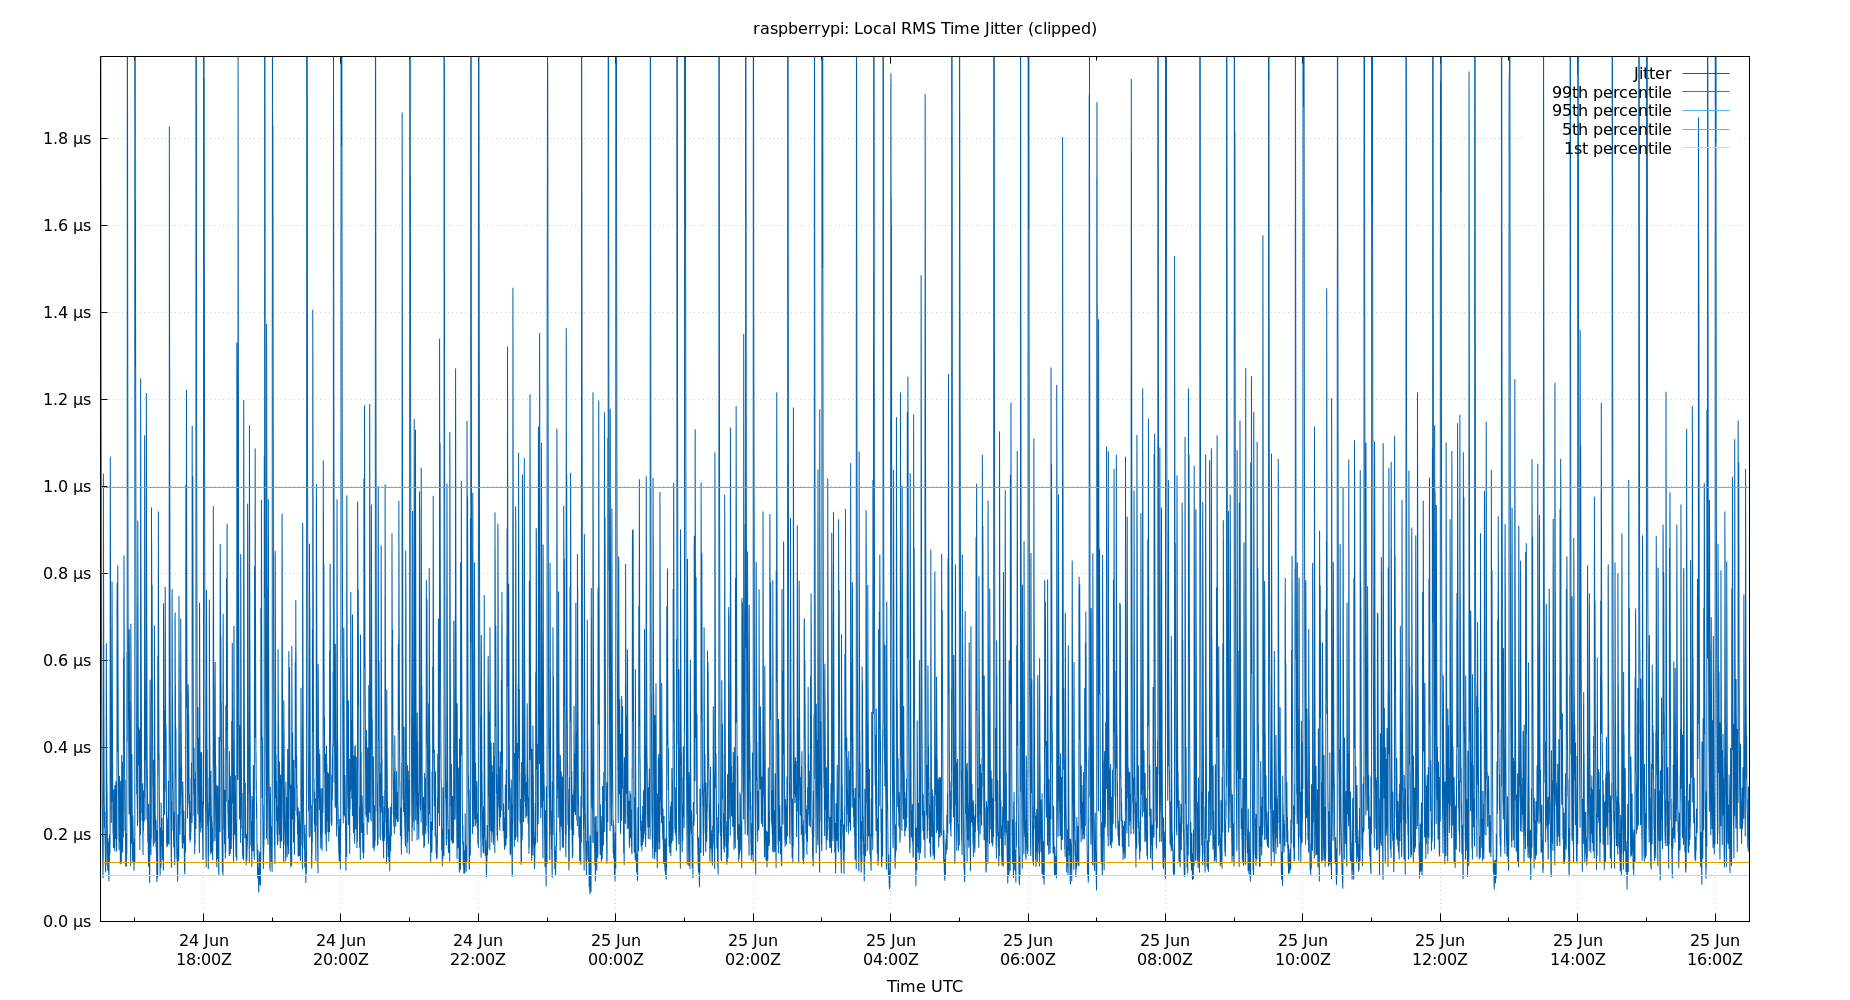 raspberrypi: Local RMS Time Jitter (clipped)
Jitter
99th percentile
95th percentile
5th percentile
1st percentile
1.8 µs
1.6 µs
1.4 µs
1.2 µs
1.0 µs
0.8 µs
0.6 µs
0.4 µs
0.2 µs
0.0 µs
24 Jun 24 Jun 24 Jun 25 Jun 25 Jun 25 Jun 25 Jun 25 Jun 25 Jun 25 Jun 25 Jun 25 Jun
18:00Z 20:00Z 22:00Z 00:00Z 02:00Z 04:00Z 06:00Z 08:00Z 10:00Z 12:00Z 14:00Z 16:00Z
Time UTC